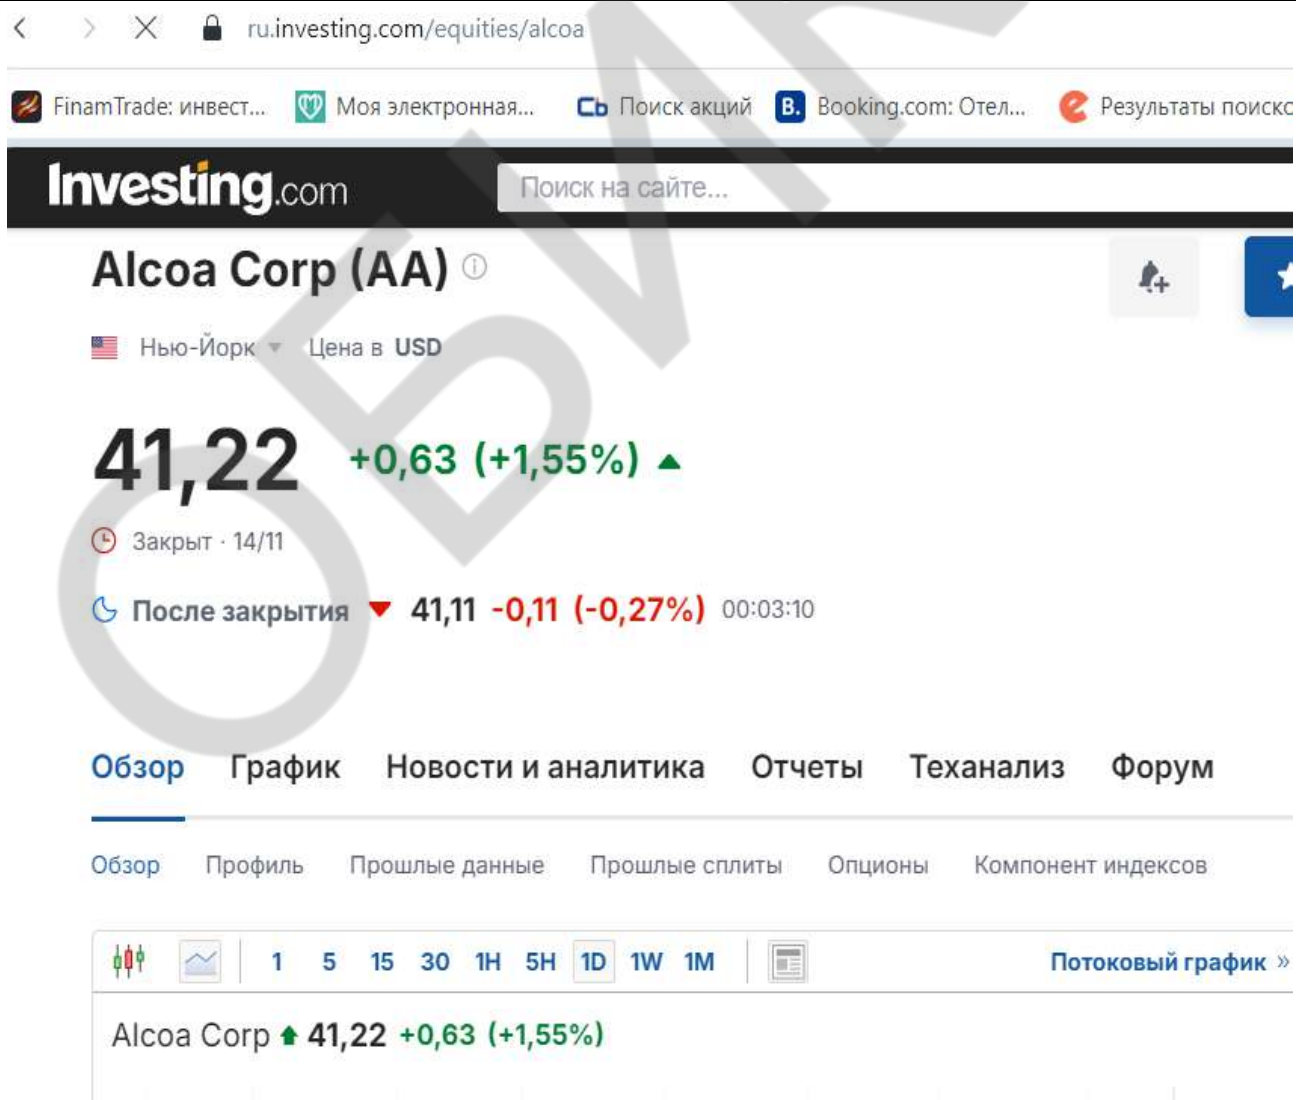 ru.investing.com/equities/alcoa
FinamTrade: инвест... Моя электронная... Сb Поиск акций B. Booking.com: Отел... Результаты поиско
Investing.com Поиск на сайте...
Alcoa Corp (AA)
Нью-Йорк Цена в USD
41,22 +0,63 (+1,55%)
Закрыт · 14/11
После закрытия 41,11 -0,11 (-0,27%) 00:03:10
Обзор График Новости и аналитика Отчеты Теханализ Форум
Обзор Профиль Прошлые данные Прошлые сплиты Опционы Компонент индексов
1 5 15 30 1H 5H 1D 1W 1M Потоковый график »
Alcoa Corp 41,22 +0,63 (+1,55%)